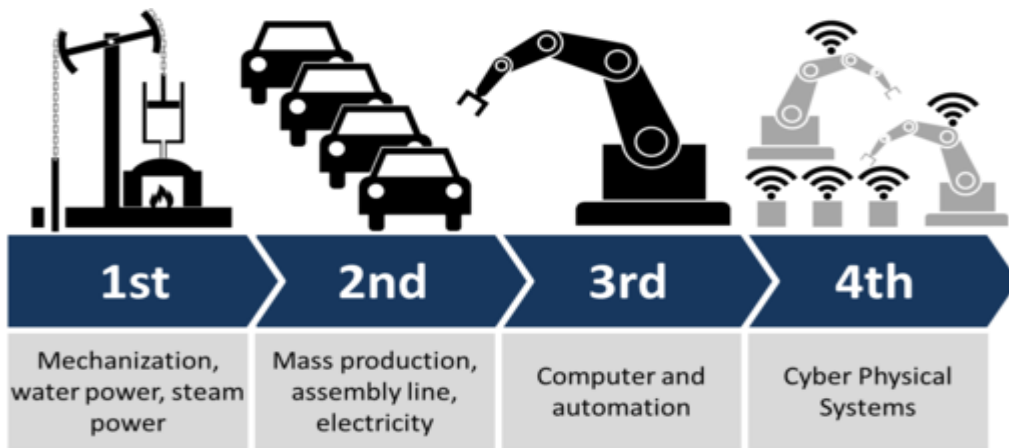 1st
2nd
3rd
4th
Mechanization,
water power, steam
power
Mass production,
assembly line,
electricity
Computer and
automation
Cyber Physical
Systems